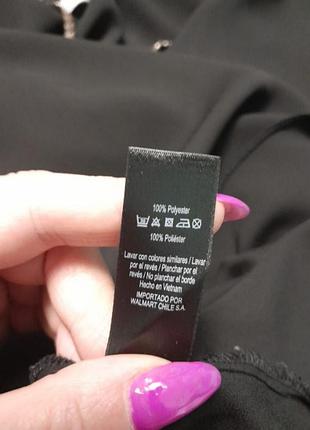 100% Polyester
100% Poliéster
Lavar con colores similares / Lavar
por el revés / Planchar por el
revés / No planchar el borde
Hecho en Vietnam
IMPORTADO POR
WALMART CHILE S.A.